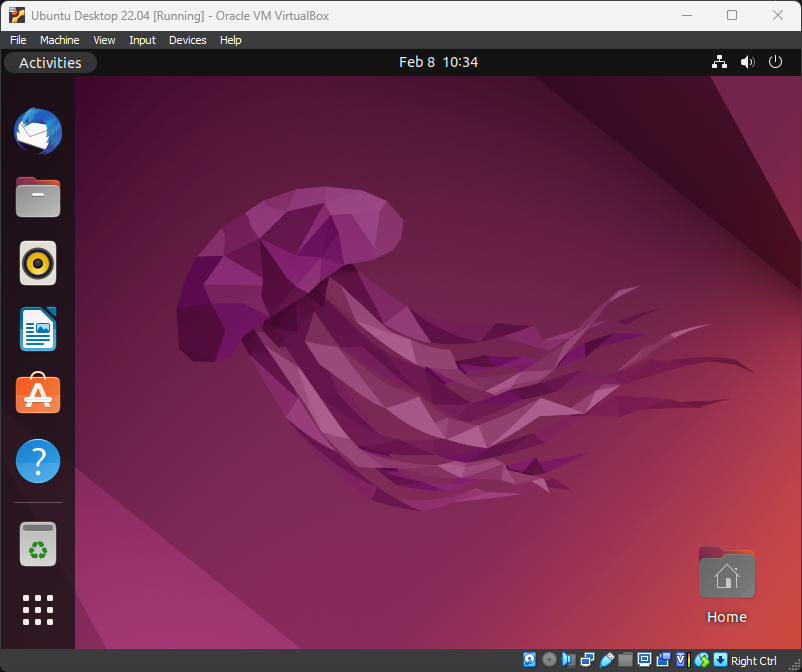 Ubuntu Desktop 22.04 [Running] - Oracle VM VirtualBox
File Machine View Input Devices Help
Activities
Feb 8 10:34
?
Home
Right Ctrl